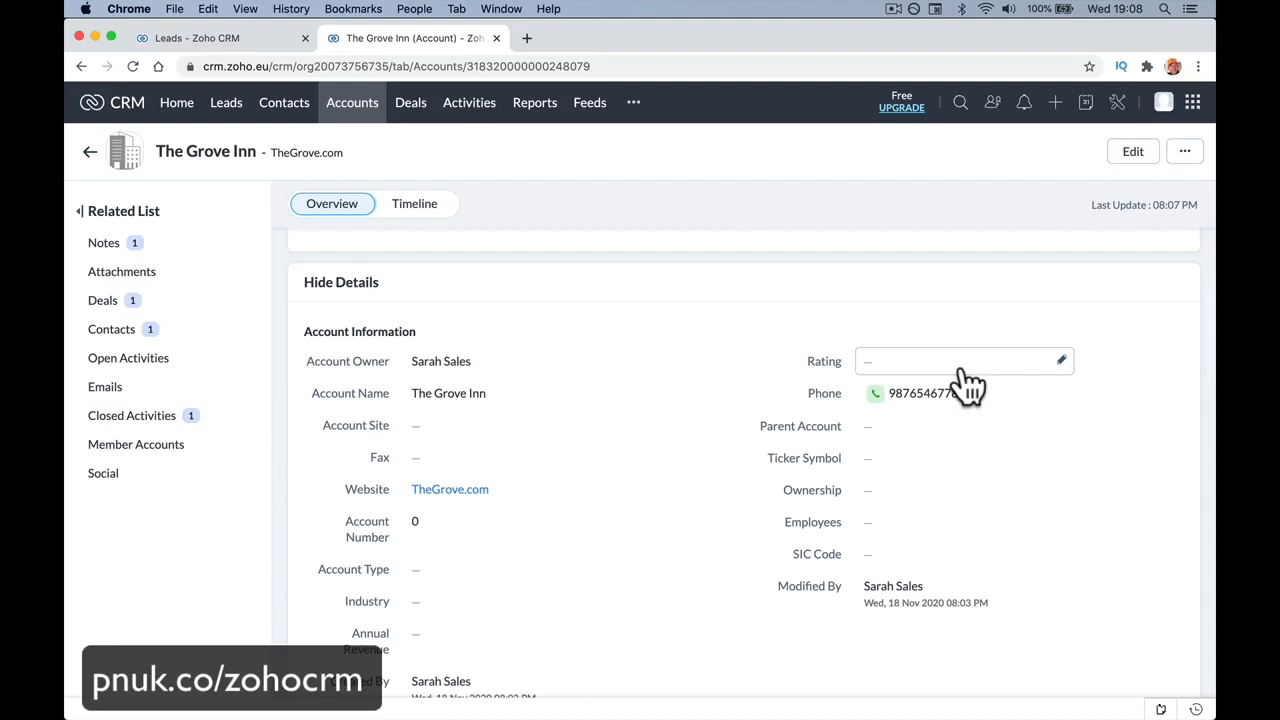 Chrome File Edit View History Bookmarks People Tab Window Help 100% Wed 19:08
Leads - Zoho CRM The Grove Inn (Account) - Zoh
crm.zoho.eu/crm/org20073756735/tab/Accounts/318320000000248079
CRM Home Leads Contacts Accounts Deals Activities Reports Feeds ••• Free UPGRADE 31
The Grove Inn - TheGrove.com Edit •••
Related List
Notes 1
Attachments
Deals 1
Contacts 1
Open Activities
Emails
Closed Activities 1
Member Accounts
Social
Overview Timeline Last Update : 08:07 PM
Hide Details
Account Information
Account Owner Sarah Sales
Account Name The Grove Inn
Account Site —
Fax —
Website TheGrove.com
Account Number 0
Account Type —
Industry —
Annual Revenue —
Sarah Sales
Rating —
Phone
Parent Account —
Ticker Symbol —
Ownership —
Employees —
SIC Code —
Modified By Sarah Sales
Wed, 18 Nov 2020 08:03 PM
pnuk.co/zohocrm